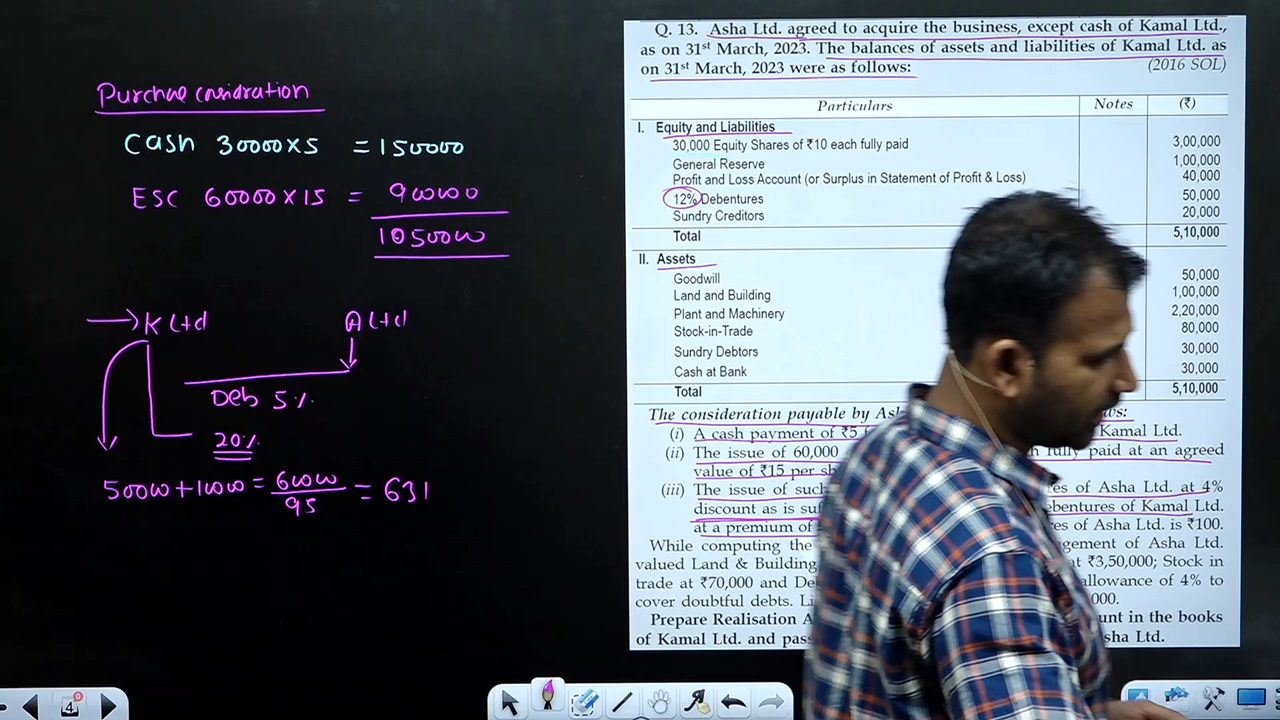 Purchase consideration
Cash 30000×5 = 150000
ESC 60000×15 = 900000
1050000
K Ltd
A Ltd
Deb 5%
20%
50000+10000 = 60000/95 = 631
Q. 13. Asha Ltd. agreed to acquire the business, except cash of Kamal Ltd.,
as on 31st March, 2023. The balances of assets and liabilities of Kamal Ltd. as
on 31st March, 2023 were as follows: (2016 SOL)
Particulars Notes (₹)
I. Equity and Liabilities
30,000 Equity Shares of ₹10 each fully paid 3,00,000
General Reserve 1,00,000
Profit and Loss Account (or Surplus in Statement of Profit & Loss) 40,000
12% Debentures 50,000
Sundry Creditors 20,000
Total 5,10,000
II. Assets
Goodwill 50,000
Land and Building 1,00,000
Plant and Machinery 2,20,000
Stock-in-Trade 80,000
Sundry Debtors 30,000
Cash at Bank 30,000
Total 5,10,000
The consideration payable by
(i) A cash payment of ₹5 Kamal Ltd.
(ii) The issue of 60,000 fully paid at an agreed
value of ₹15 per
(iii) The issue of such of Asha Ltd. at 4%
discount as is of Kamal Ltd.
at a premium of of Asha Ltd. is ₹100.
While computing the of Asha Ltd.
valued Land & Building at ₹3,50,000; Stock in
trade at ₹70,000 and allowance of 4% to
cover doubtful debts.
Prepare Realisation in the books
of Kamal Ltd. and Ltd.
4
0